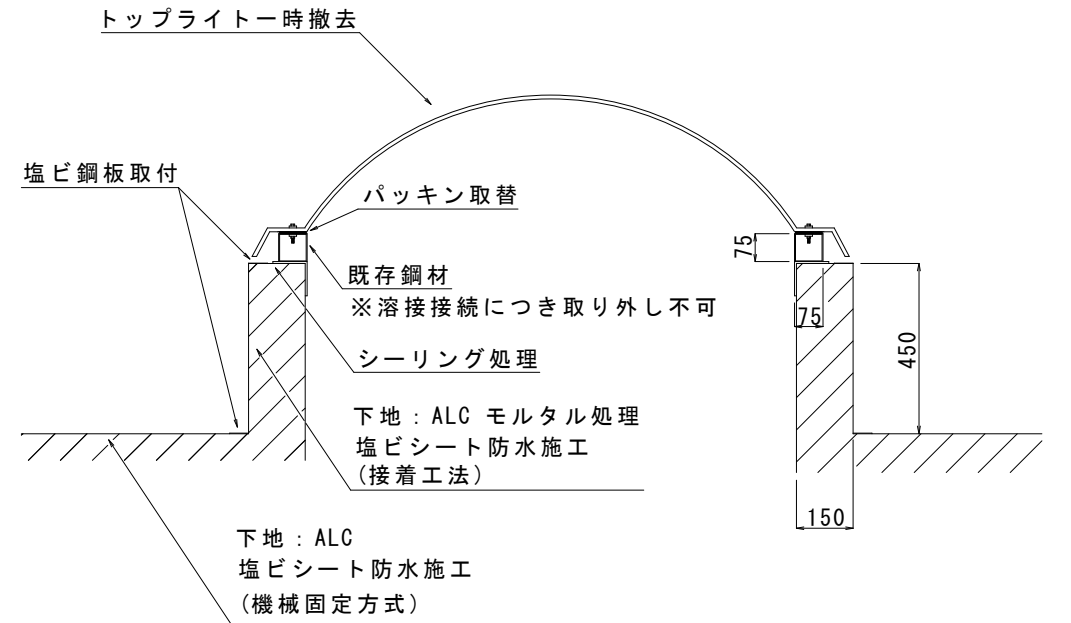 トップライト一時撤去
塩ビ鋼板取付
パッキン取替
75
既存鋼材
※溶接接続につき取り外し不可
75
シーリング処理
450
下地：ALC モルタル処理
塩ビシート防水施工
(接着工法)
150
下地：ALC
塩ビシート防水施工
(機械固定方式)